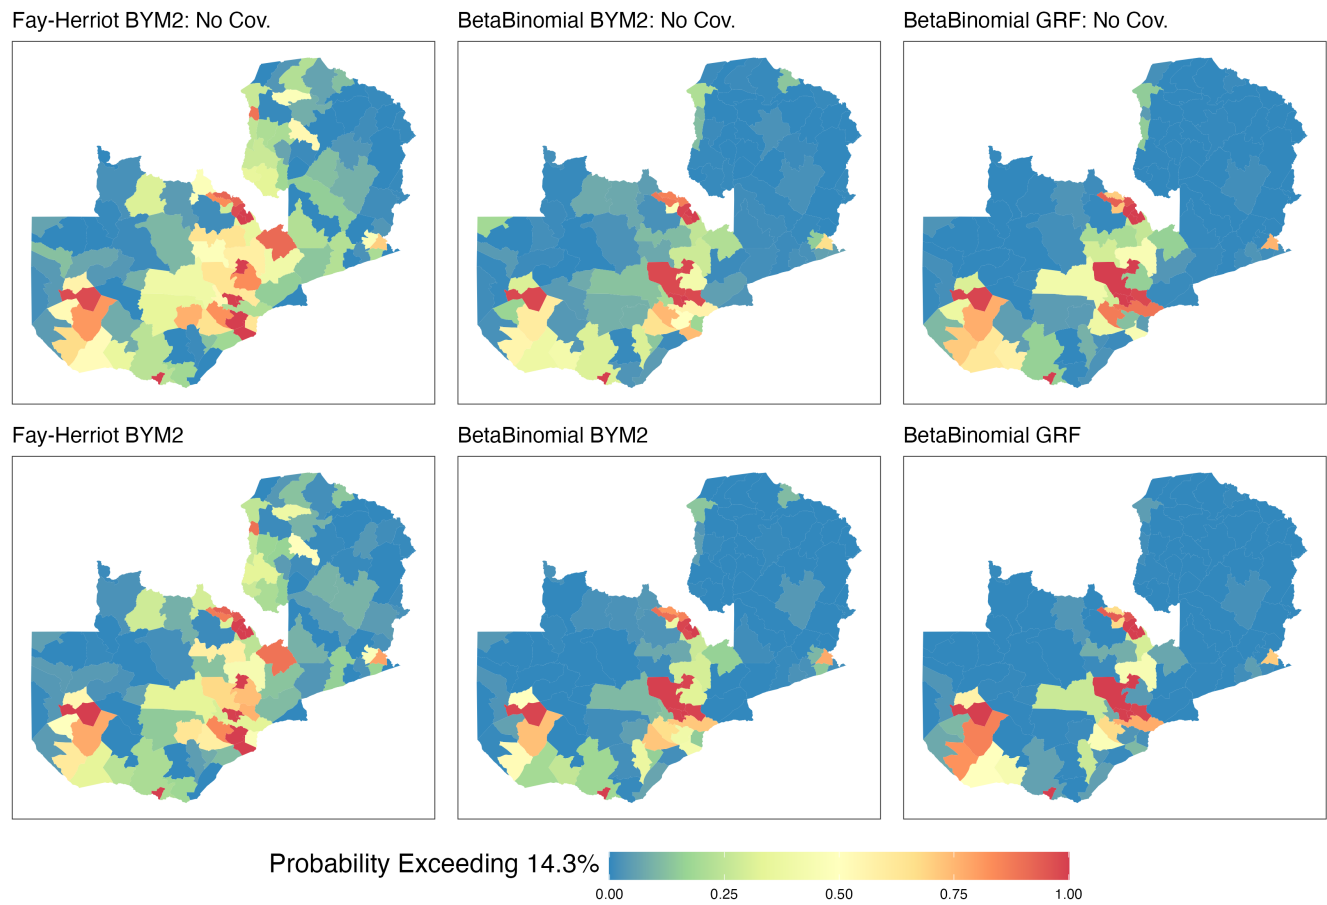 Fay-Herriot BYM2: No Cov.
BetaBinomial BYM2: No Cov.
BetaBinomial GRF: No Cov.
Fay-Herriot BYM2
BetaBinomial BYM2
BetaBinomial GRF
Probability Exceeding 14.3%
0.00 0.25 0.50 0.75 1.00